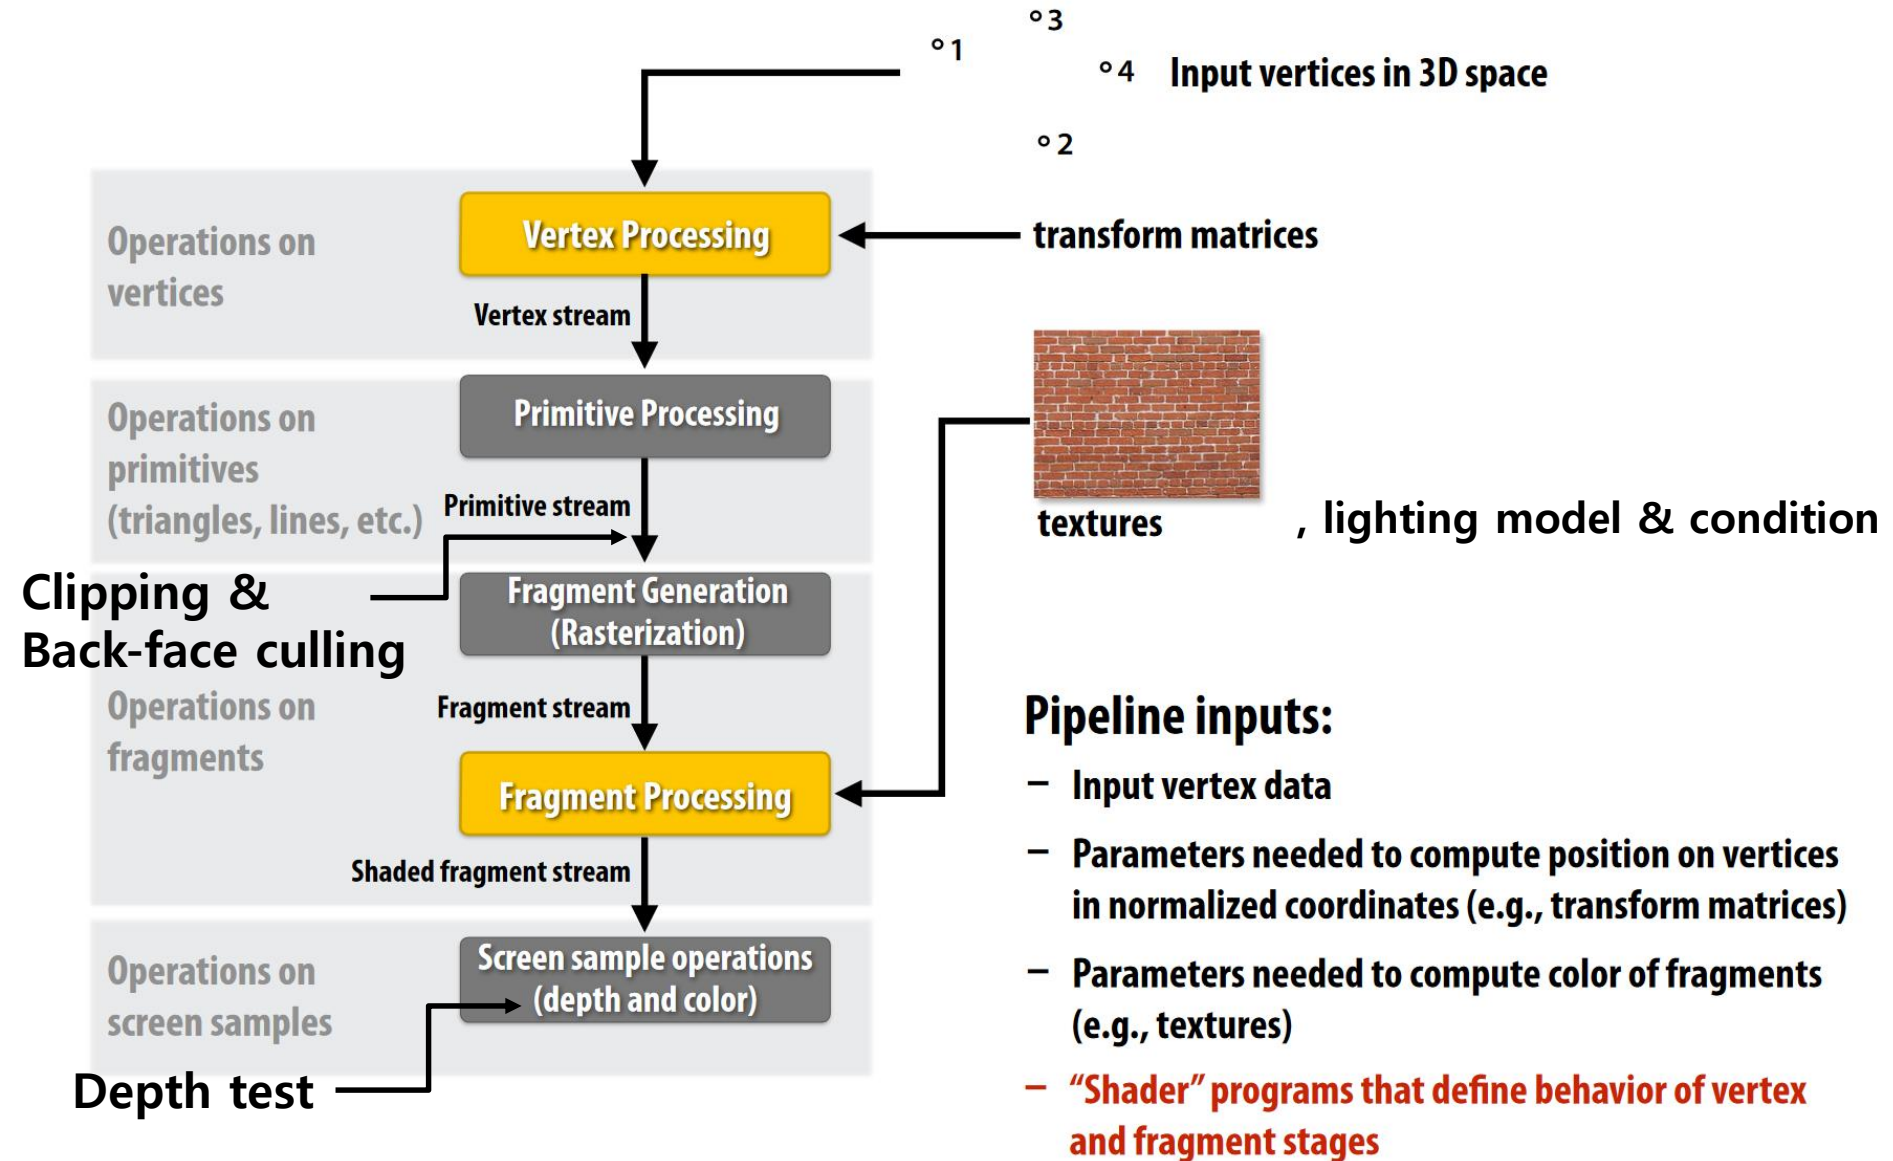 °3
°1
°4 Input vertices in 3D space
°2
Operations on
vertices
Vertex Processing
transform matrices
Vertex stream
Operations on
primitives
(triangles, lines, etc.)
Primitive Processing
Primitive stream
textures , lighting model & condition
Clipping &
Back-face culling
Fragment Generation
(Rasterization)
Operations on
fragments
Fragment stream
Fragment Processing
Shaded fragment stream
Operations on
screen samples
Screen sample operations
(depth and color)
Depth test
Pipeline inputs:
– Input vertex data
– Parameters needed to compute position on vertices
in normalized coordinates (e.g., transform matrices)
– Parameters needed to compute color of fragments
(e.g., textures)
– “Shader” programs that define behavior of vertex
and fragment stages